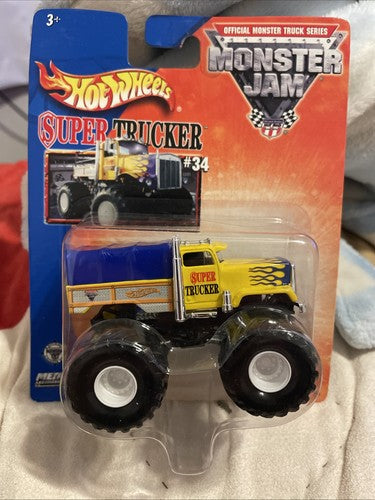 3+
OFFICIAL MONSTER TRUCK SERIES
Hot Wheels
MONSTER
JAM
SUPER TRUCKER
#34
SUPER
TRUCKER